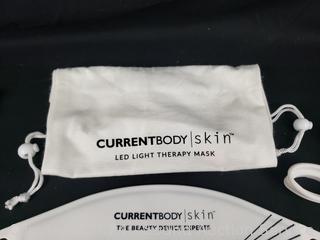 CURRENTBODY|skin™
LED LIGHT THERAPY MASK
CURRENTBODY|skin™
THE BEAUTY DEVICE EXPERTS